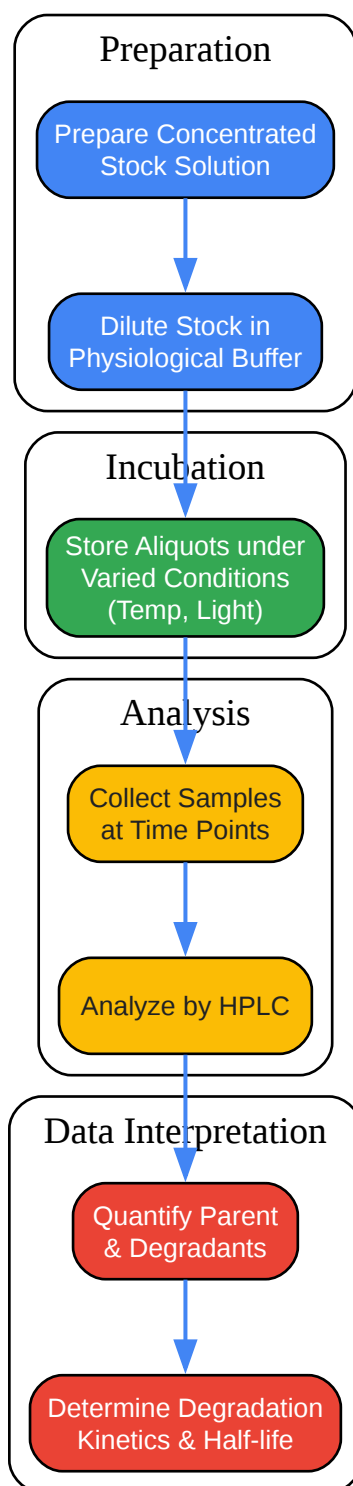 Preparation
Prepare Concentrated
Stock Solution
Dilute Stock in
Physiological Buffer
Incubation
Store Aliquots under
Varied Conditions
(Temp, Light)
Analysis
Collect Samples
at Time Points
Analyze by HPLC
Data Interpretation
Quantify Parent
& Degradants
Determine Degradation
Kinetics & Half-life